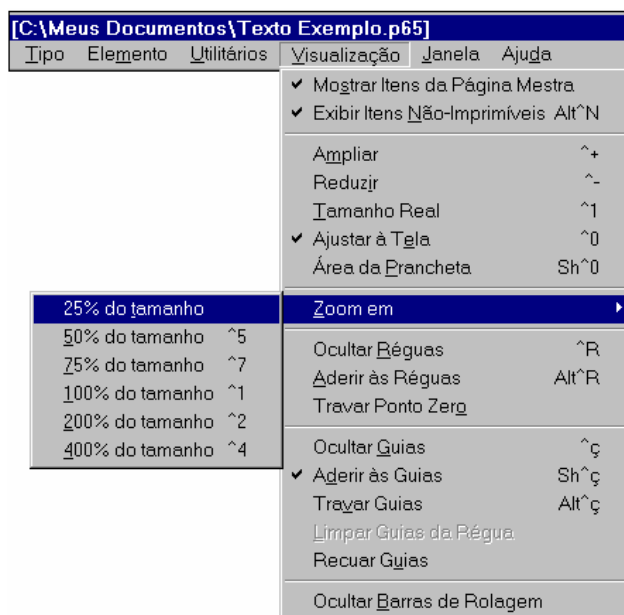 [C:\Meus Documentos\Texto Exemplo.p65]
Tipo Elemento Utilitários Visualização Janela Ajuda
Mostrar Itens da Página Mestra
Exibir Itens Não-Imprimíveis Alt^N
Ampliar ^+
Reduzir ^-
Tamanho Real ^1
Ajustar à Tela ^0
Área da Prancheta Sh^0
Zoom em
25% do tamanho
50% do tamanho ^5
75% do tamanho ^7
100% do tamanho ^1
200% do tamanho ^2
400% do tamanho ^4
Ocultar Réguas ^R
Aderir às Réguas Alt^R
Travar Ponto Zero
Ocultar Guias ^ç
Aderir às Guias Sh^ç
Travar Guias Alt^ç
Limpar Guias da Régua
Recuar Guias
Ocultar Barras de Rolagem